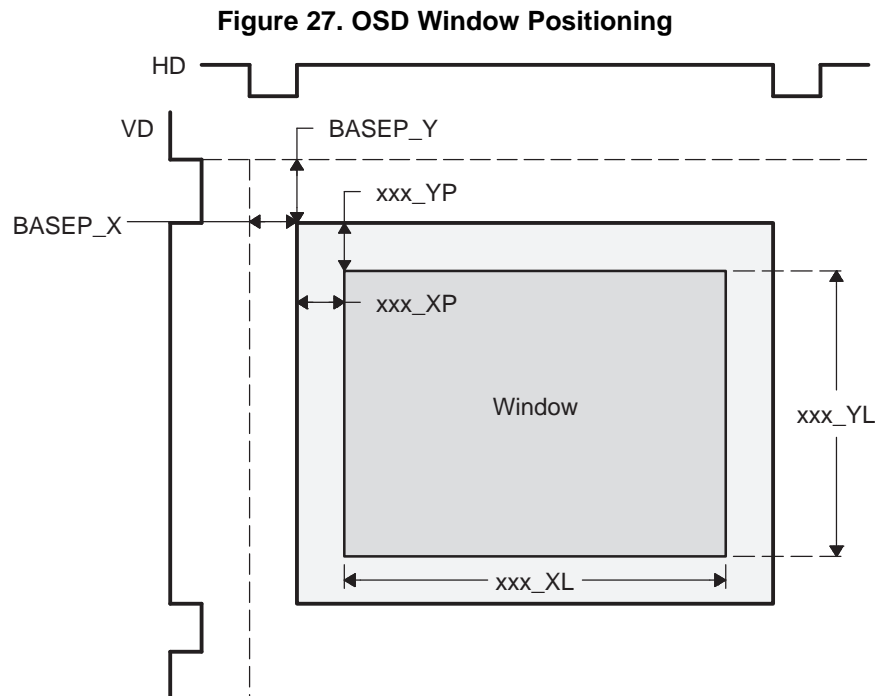 Figure 27. OSD Window Positioning
HD
VD
BASEP_Y
xxx_YP
BASEP_X
xxx_XP
Window
xxx_YL
xxx_XL